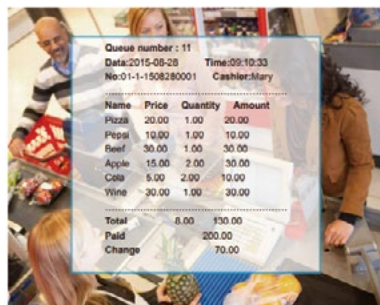 Queue number : 11
Data:2015-08-28 Time:09:10:33
No:01-1-1508280001 Cashier:Mary
Name Price Quantity Amount
Pizza 20.00 1.00 20.00
Pepsi 10.00 1.00 10.00
Beef 30.00 1.00 30.00
Apple 15.00 2.00 30.00
Cola 5.00 2.00 10.00
Wine 30.00 1.00 30.00
Total 8.00 130.00
Paid 200.00
Change 70.00